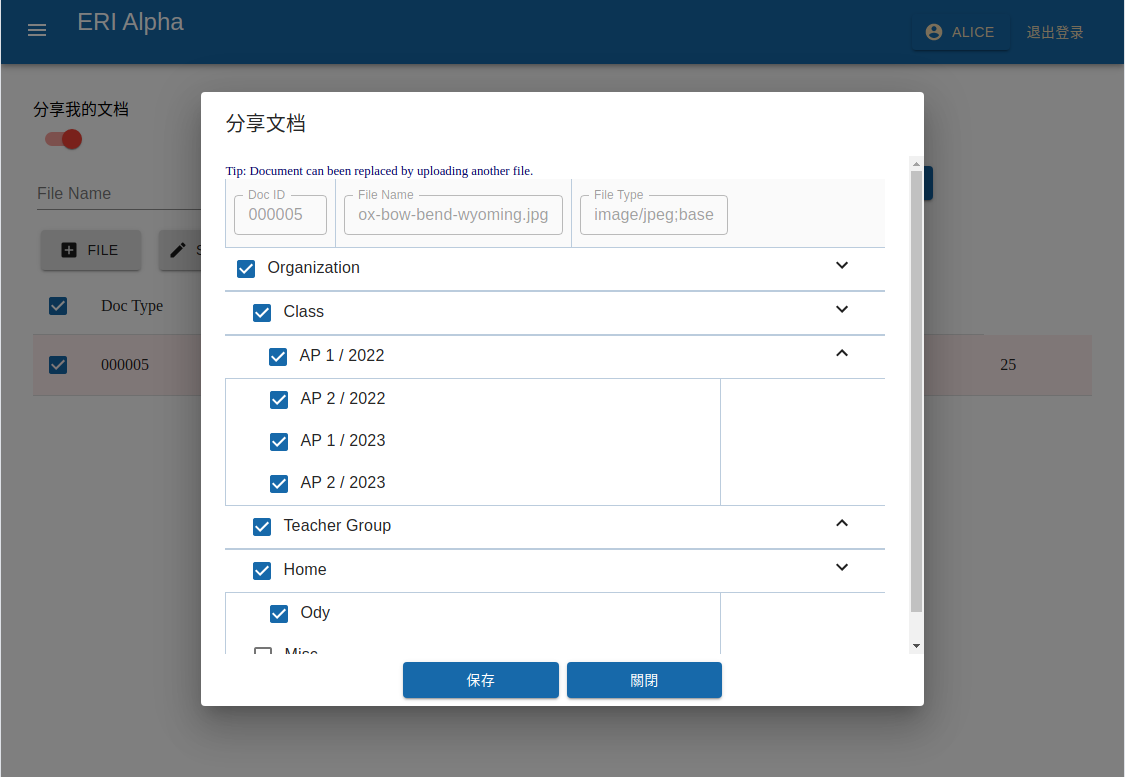 ERI Alpha
ALICE
退出登录
分享我的文档
File Name
FILE
Doc Type
000005
25
分享文档
Tip: Document can been replaced by uploading another file.
Doc ID
000005
File Name
ox-bow-bend-wyoming.jpg
File Type
image/jpeg;base
Organization
Class
AP 1 / 2022
AP 2 / 2022
AP 1 / 2023
AP 2 / 2023
Teacher Group
Home
Ody
Misc
保存
關閉